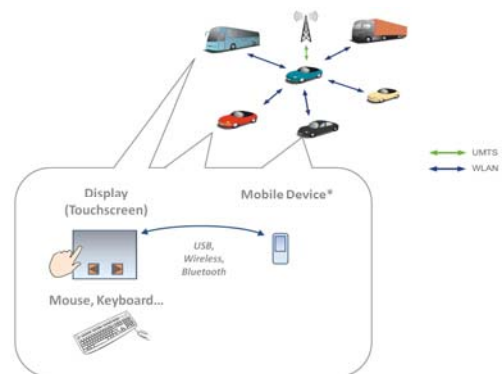 UMTS
WLAN
Display
(Touchscreen)
Mobile Device*
USB,
Wireless,
Bluetooth
Mouse, Keyboard...